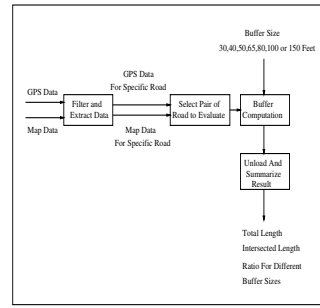 Buffer Size
30,40,50,65,80,100 or 150 Feet
GPS Data
For Specific Road
GPS Data
Map Data
Filter and
Extract Data
Map Data
For Specific Road
Select Pair of
Road to Evaluate
Buffer
Computation
Unload And
Summarize
Result
Total Length
Intersected Length
Ratio For Different
Buffer Sizes